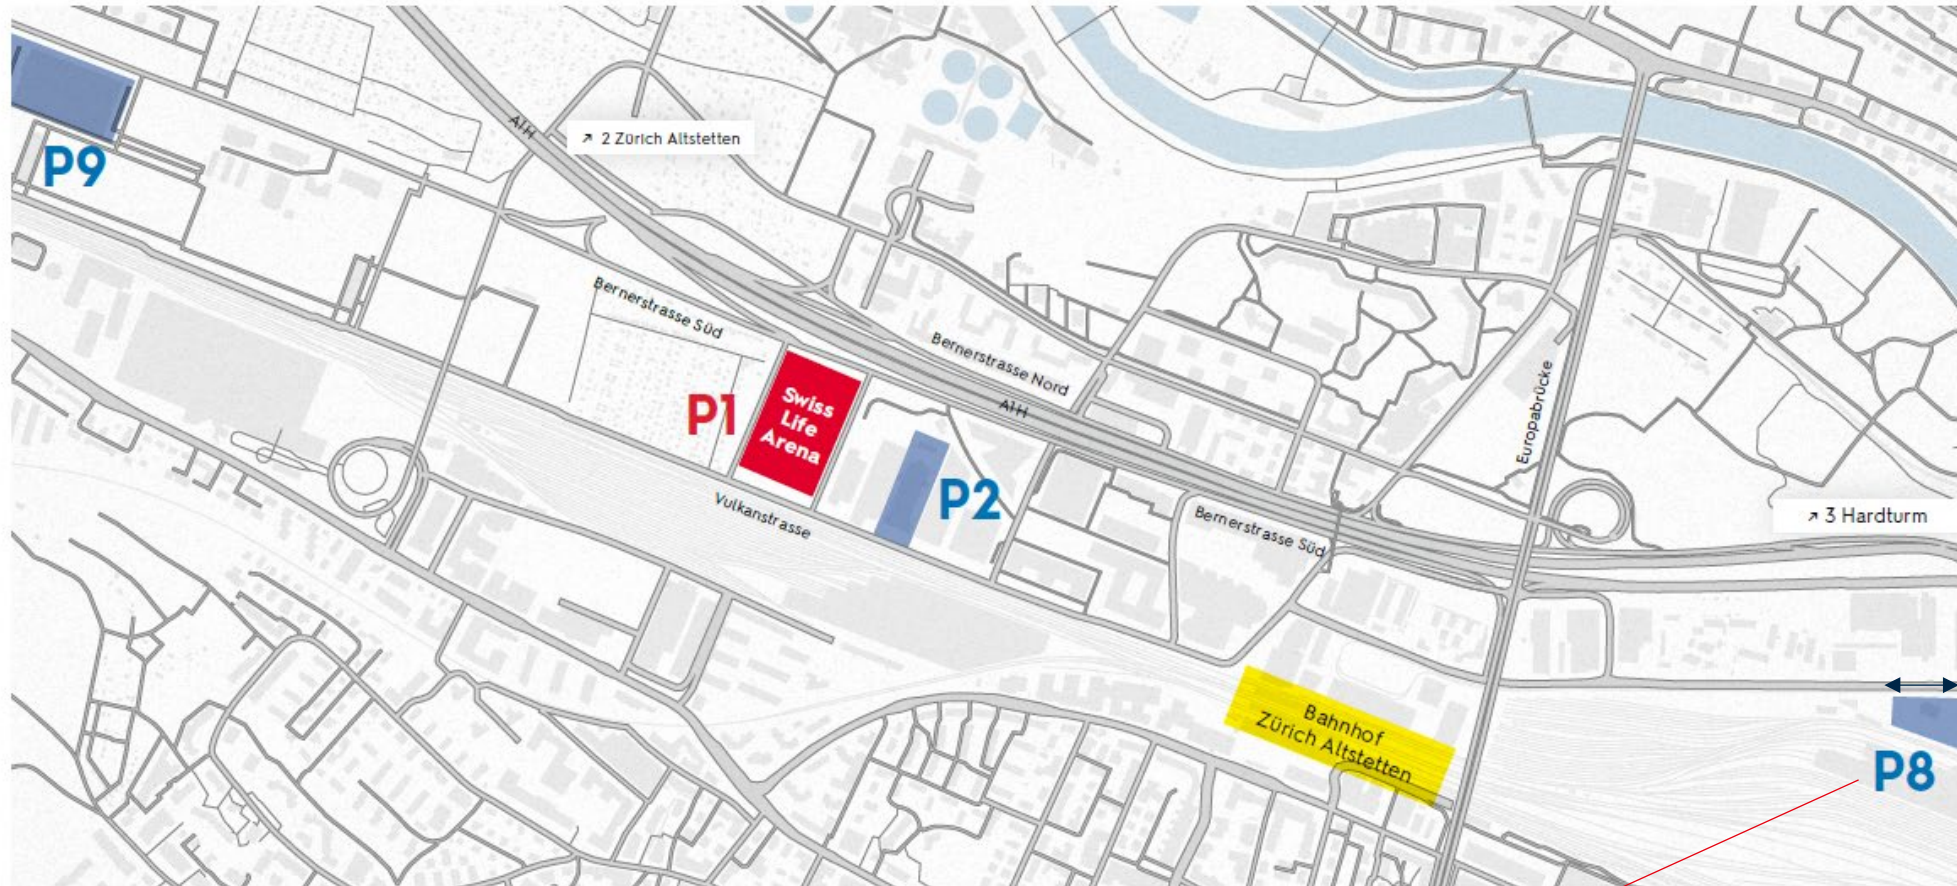 A1H
↗ 2 Zürich Altstetten
P9
Bernerstrasse Süd
Bernerstrasse Nord
Europabrücke
P1
Swiss
Life
Arena
A1H
P2
Vulkanstrasse
Bernerstrasse Süd
↗ 3 Hardturm
Bahnhof
Zürich Altstetten
P8